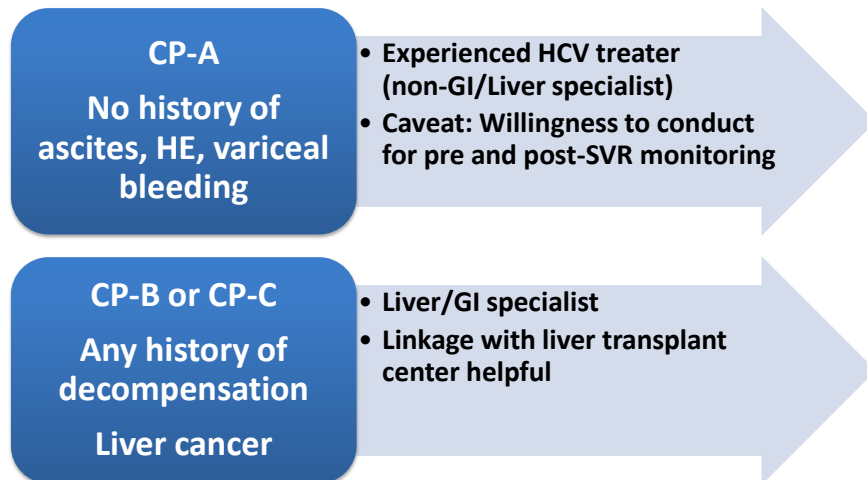 CP-A
No history of
ascites, HE, variceal
bleeding
• Experienced HCV treater
(non-GI/Liver specialist)
• Caveat: Willingness to conduct
for pre and post-SVR monitoring
CP-B or CP-C
Any history of
decompensation
Liver cancer
• Liver/GI specialist
• Linkage with liver transplant
center helpful